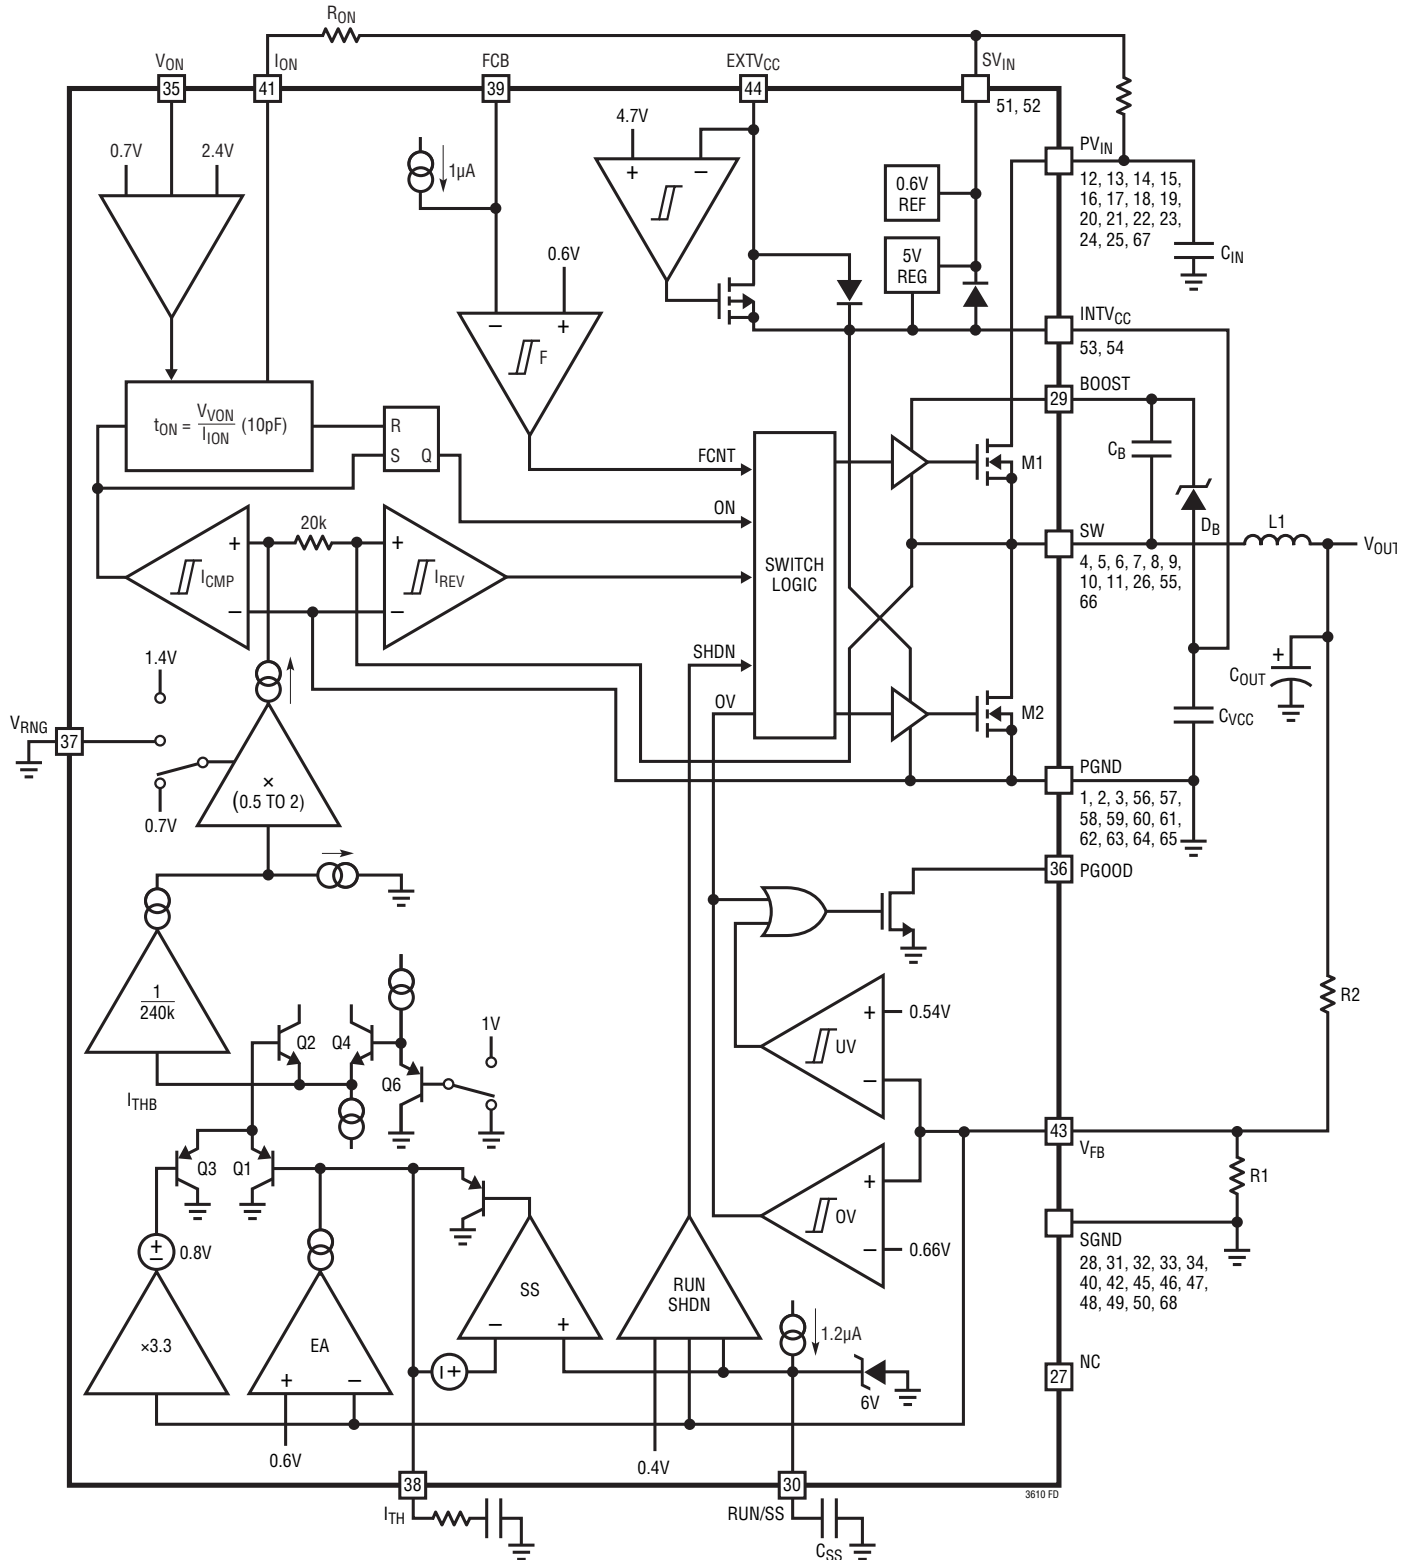 RON
VON
ION
FCB
EXTVCC
SVIN
35
41
39
44
51, 52
4.7V
0.7V
2.4V
1µA
+
–
0.6V
REF
PVIN
12, 13, 14, 15,
16, 17, 18, 19,
20, 21, 22, 23,
24, 25, 67
CIN
5V
REG
0.6V
–
+
F
INTVCC
53, 54
BOOST
29
tON = VVON/IION (10pF)
R
S
Q
FCNT
M1
CB
DB
ON
20k
+
ICMP
–
+
IREV
–
SWITCH
LOGIC
SW
4, 5, 6, 7, 8, 9,
10, 11, 26, 55,
66
L1
VOUT
1.4V
SHDN
OV
M2
+
COUT
CVCC
VRNG
37
×
(0.5 TO 2)
0.7V
PGND
1, 2, 3, 56, 57,
58, 59, 60, 61,
62, 63, 64, 65
36
PGOOD
1
240k
Q2
Q4
1V
Q6
+
0.54V
UV
–
R2
ITHB
43
VFB
Q3
Q1
+
OV
–
0.66V
R1
SGND
28, 31, 32, 33, 34,
40, 42, 45, 46, 47,
48, 49, 50, 68
+
–
0.8V
×3.3
EA
+
–
SS
–
+
RUN
SHDN
1.2µA
– +
6V
NC
27
0.6V
0.4V
38
30
3610 FD
ITH
RUN/SS
CSS